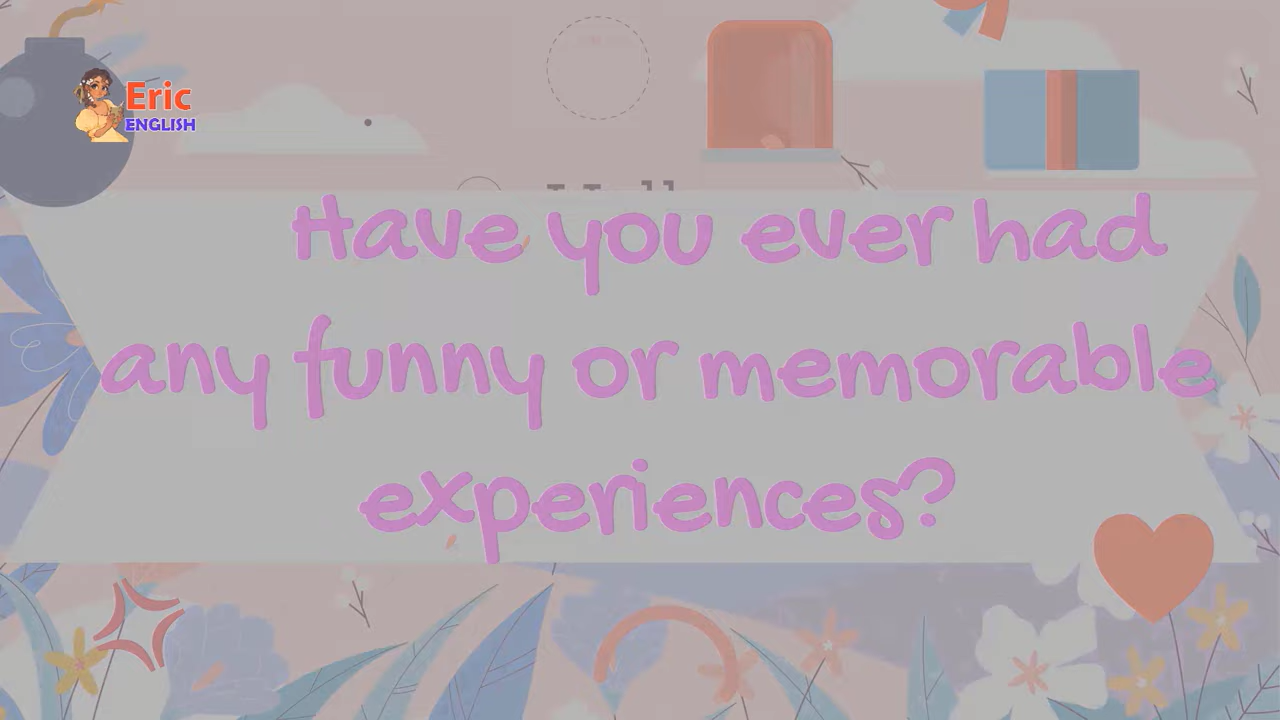 Eric
ENGLISH
Have you ever had
any funny or memorable
experiences?